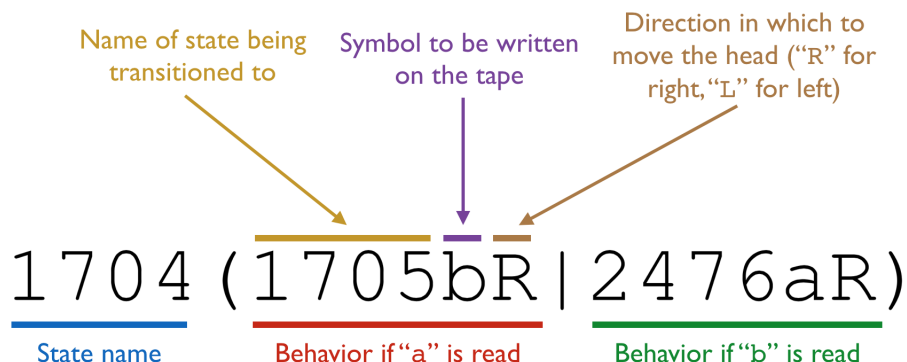 Name of state being
transitioned to
Symbol to be written
on the tape
Direction in which to
move the head (“R” for
right, “L” for left)
1704(1705bR|2476aR)
State name
Behavior if “a” is read
Behavior if “b” is read